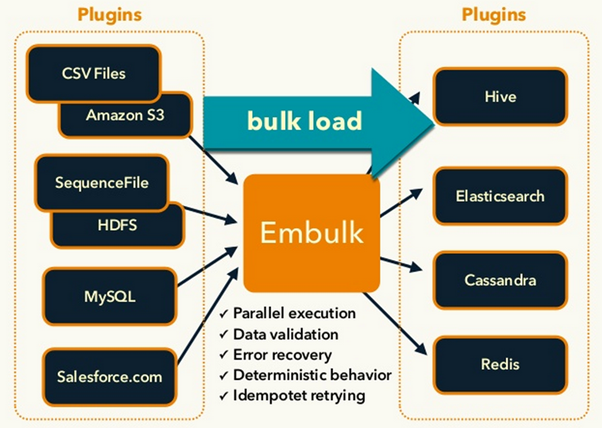 Plugins
Plugins
CSV Files
Amazon S3
SequenceFile
HDFS
MySQL
Salesforce.com
bulk load
Embulk
✓ Parallel execution
✓ Data validation
✓ Error recovery
✓ Deterministic behavior
✓ Idempotet retrying
Hive
Elasticsearch
Cassandra
Redis